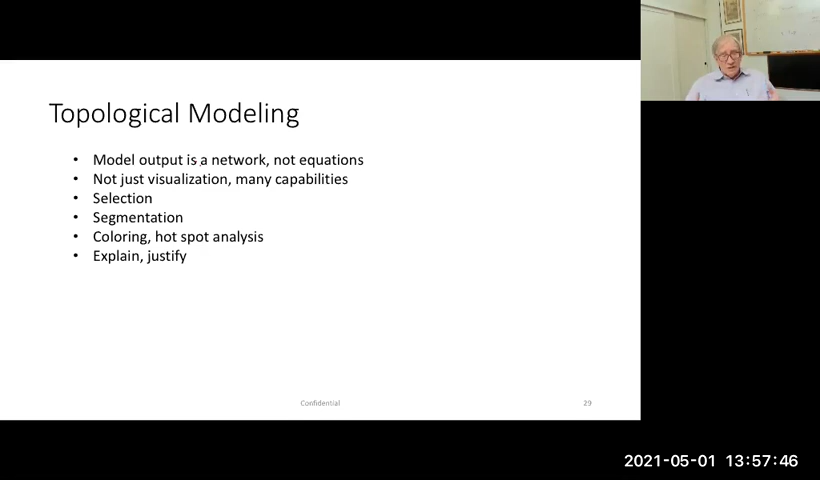 Topological Modeling
• Model output is a network, not equations
• Not just visualization, many capabilities
• Selection
• Segmentation
• Coloring, hot spot analysis
• Explain, justify
Confidential
29
2021-05-01 13:57:46